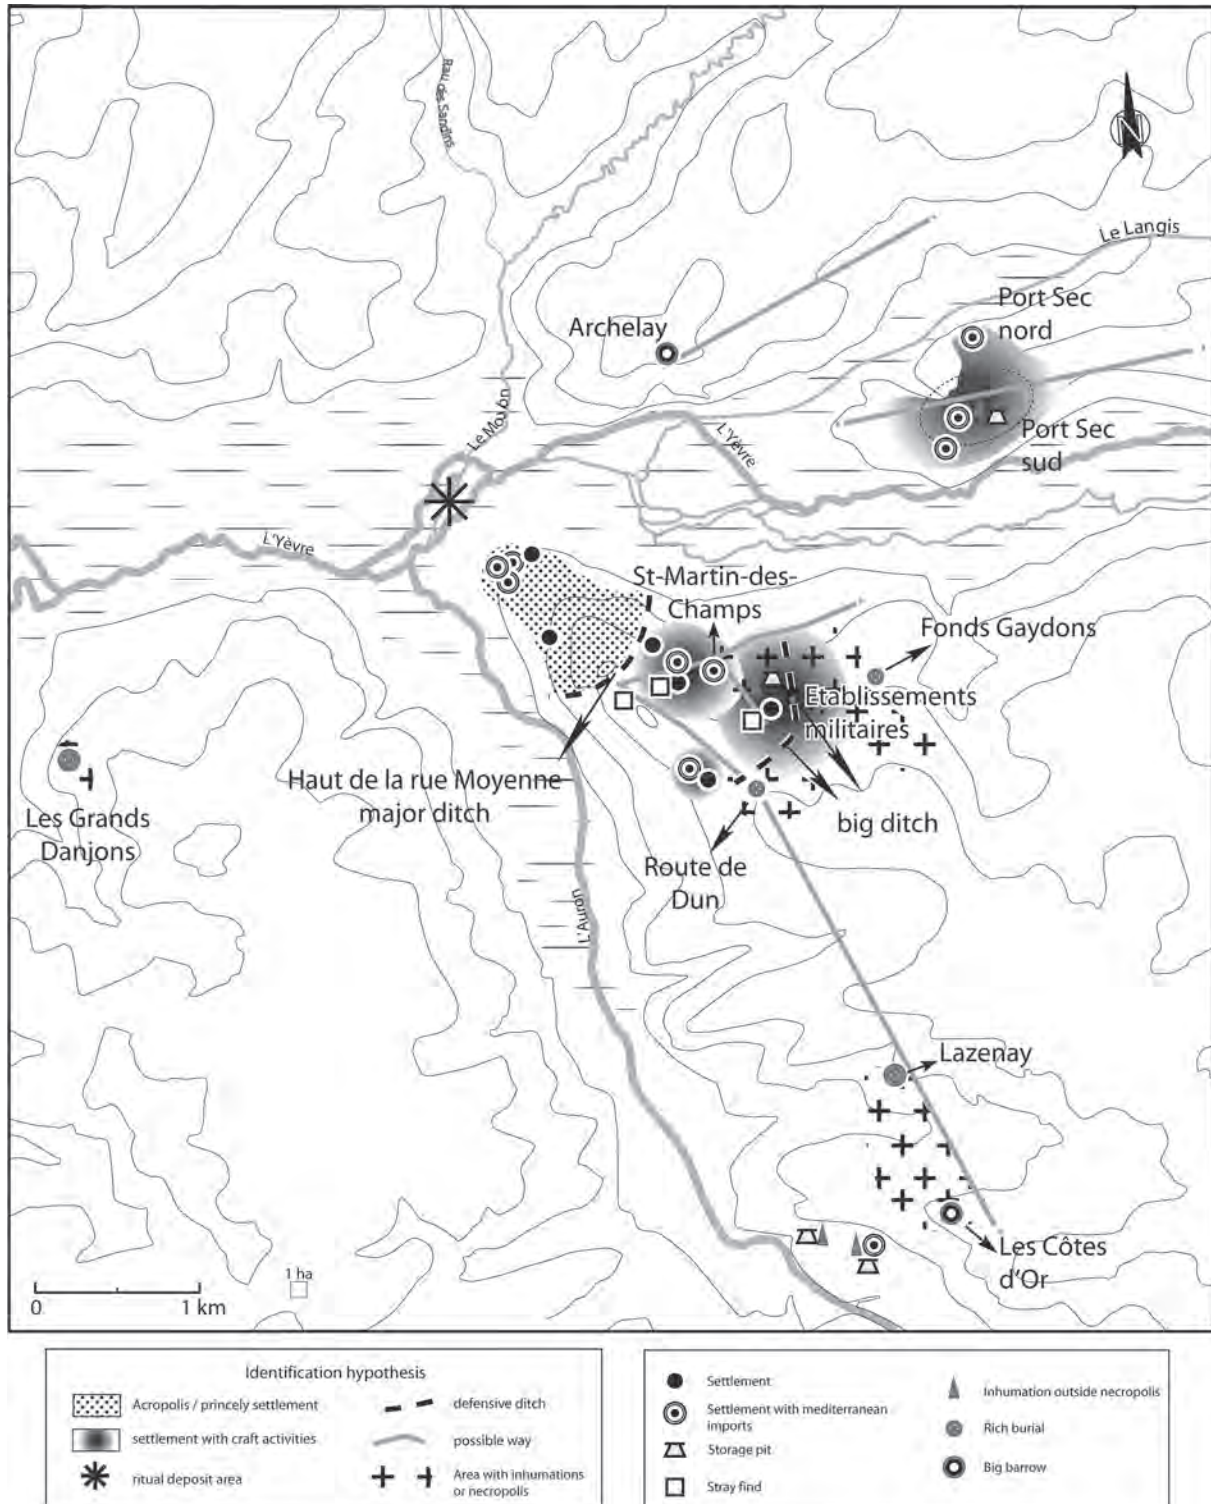 Rau des Sandins
N
Le Langis
Port Sec
nord
Archelay
Le Moulon
L'Yèvre
Port Sec
sud
L'Yèvre
St-Martin-des-
Champs
Fonds Gaydons
Etablissements
militaires
Haut de la rue Moyenne
major ditch
Les Grands
Danjons
big ditch
Route de
Dun
L'Auron
Lazenay
Les Côtes
d'Or
1 ha
0
1 km
Identification hypothesis
Acropolis / princely settlement
defensive ditch
settlement with craft activities
possible way
ritual deposit area
Area with inhumations
or necropolis
Settlement
Settlement with mediterranean
imports
Storage pit
Stray find
Inhumation outside necropolis
Rich burial
Big barrow